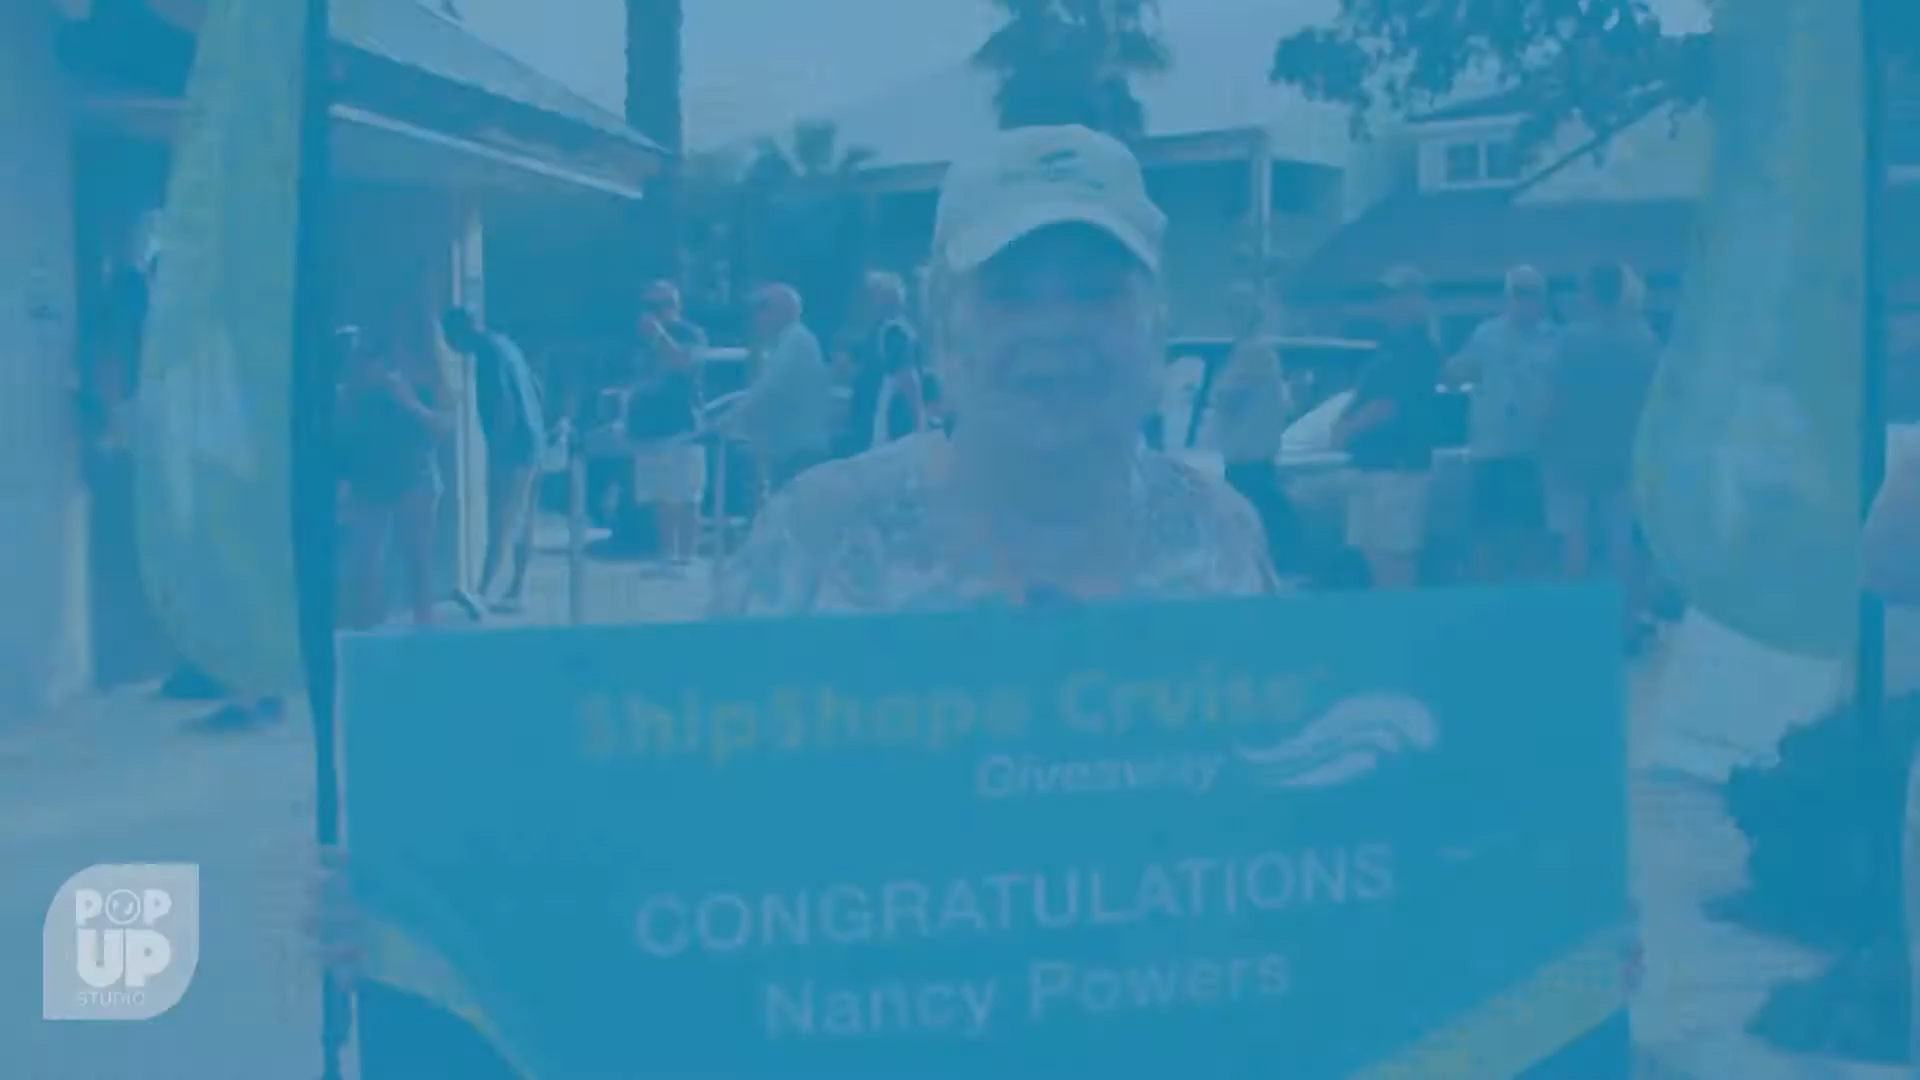 ShipShape Cruise
Giveaway
CONGRATULATIONS
Nancy Powers
POP
UP
STUDIO